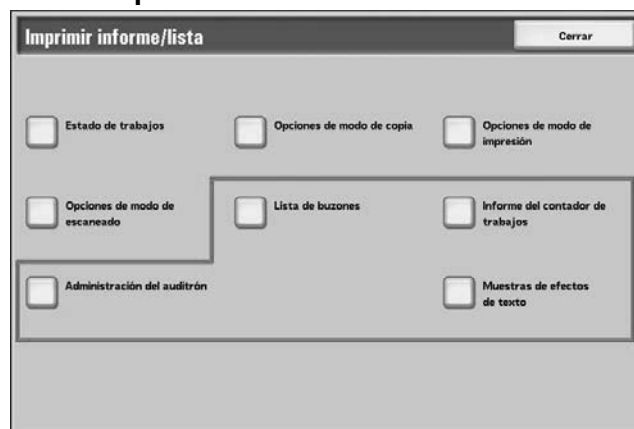 Imprimir informe/lista
Cerrar
Estado de trabajos
Opciones de modo de copia
Opciones de modo de
impresión
Opciones de modo de
escaneado
Lista de buzones
Informe del contador de
trabajos
Administración del auditrón
Muestras de efectos
de texto